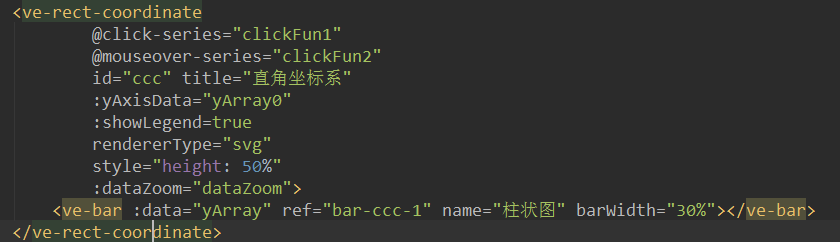 <ve-rect-coordinate
@click-series="clickFun1"
@mouseover-series="clickFun2"
id="ccc" title="直角坐标系"
:yAxisData="yArray0"
:showLegend=true
rendererType="svg"
style="height: 50%"
:dataZoom="dataZoom">
<ve-bar :data="yArray" ref="bar-ccc-1" name="柱状图" barWidth="30%"></ve-bar>
</ve-rect-coordinate>